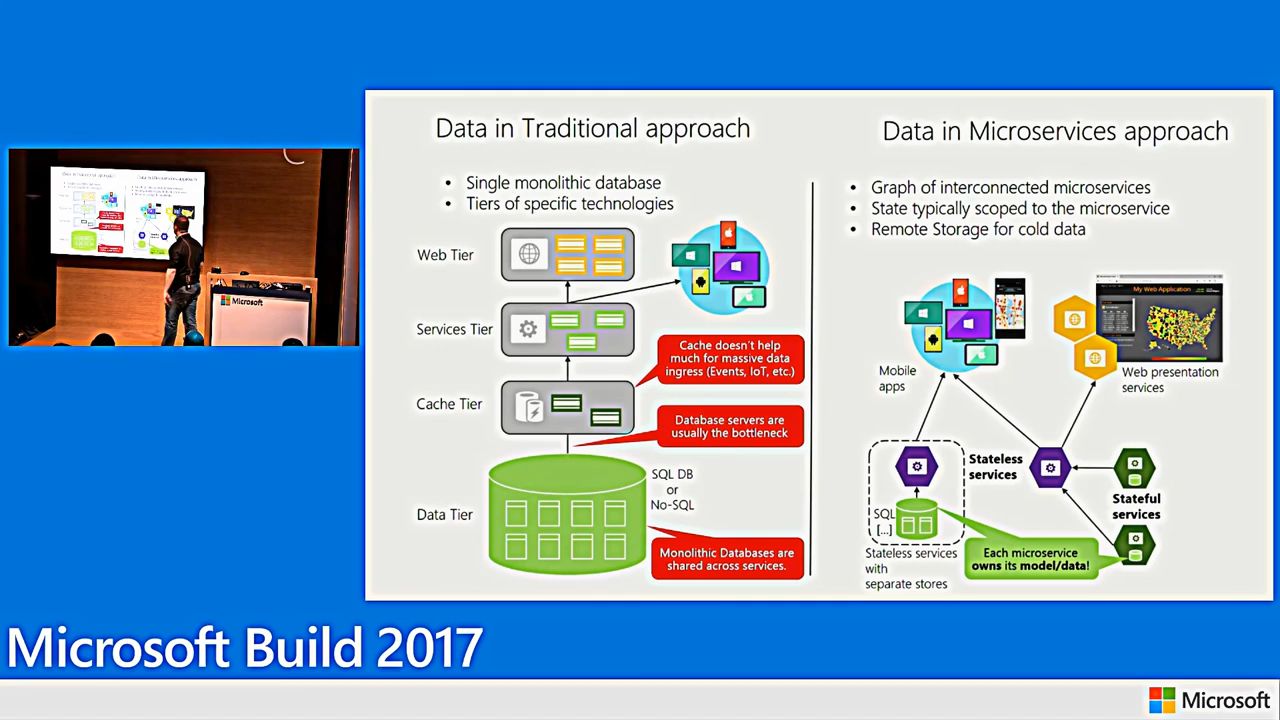 Data in Traditional approach
• Single monolithic database
• Tiers of specific technologies
Web Tier
Services Tier
Cache Tier
Data Tier
Cache doesn't help
much for massive data
ingress (Events, IoT, etc.)
Database servers are
usually the bottleneck
SQL DB
or
No-SQL
Monolithic Databases are
shared across services.
Data in Microservices approach
• Graph of interconnected microservices
• State typically scoped to the microservice
• Remote Storage for cold data
My Web Application
Mobile
apps
Web presentation
services
Stateless
services
Stateful
services
SQL
[...]
Stateless services
with
separate stores
Each microservice
owns its model/data!
Microsoft
Microsoft Build 2017
Microsoft